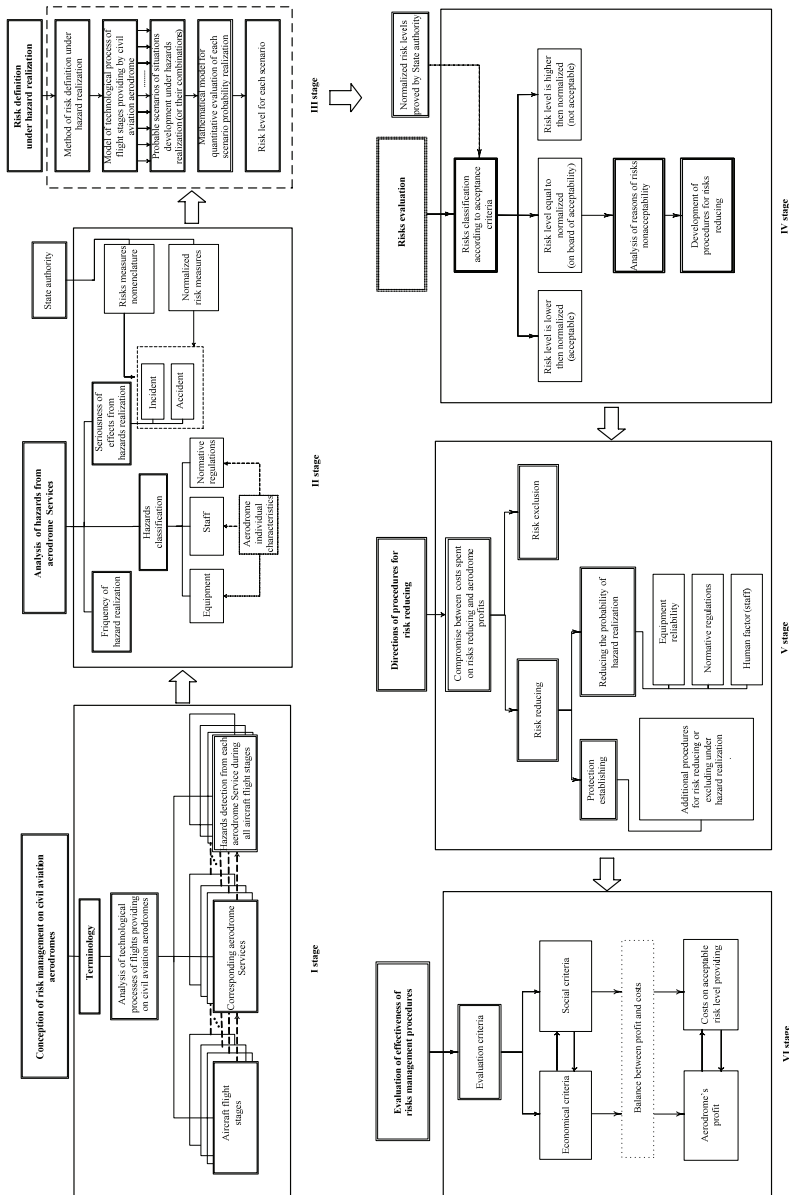 Conception of risk management on civil aviation
aerodromes
Terminology
Analysis of technological
processes of flights providing
on civil aviation aerodromes
Aircraft flight
stages
Corresponding aerodrome
Services
Hazards detection from each
aerodrome Service during
all aircraft flight stages
I stage
Analysis of hazards from
aerodrome Services
Friquency of
hazard realization
Seriousness of
effects from
hazards realization
Hazards
classification
Equipment
Staff
Normative
regulations
Aerodrome
individual
characteristics
Incident
Accident
State authority
Risks measures
nomenclature
Normalized
risk measures
II stage
Risk definition
under hazard realization
Method of risk definition under
hazard realization
Model of technological process of
flight stages providing by civil
aviation aerodrome
........
Probable scenarios of situations
development under hazards
realization (or their combinations)
Mathematical model for
quantitative evaluation of each
scenario probability realization
Risk level for each scenario
III stage
Risks evaluation
Normalized risk levels
proved by State authority
Risks classification
according to acceptance
criteria
Risk level is lower
then normalized
(acceptable)
Risk level equal to
normalized
(on board of acceptability)
Risk level is higher
then normalized
(not acceptable)
Analysis of reasons of risks
nonacceptability
Development of
procedures for risks
reducing
IV stage
Directions of procedures for
risk reducing
Compromise between costs spent
on risks reducing and aerodrome
profits
Risk reducing
Risk exclusion
Protection
establishing
Reducing the probability of
hazard realization
Additional procedures
for risk reducing or
excluding under
hazard realization
.
Equipment
reliability
Normative regulations
Human factor (staff)
V stage
Evaluation of effectiveness of
risks management procedures
Evaluation criteria
Economical criteria
Social criteria
Balance between profit and costs
Aerodrome's
profit
Costs on acceptable
risk level providing
VI stage